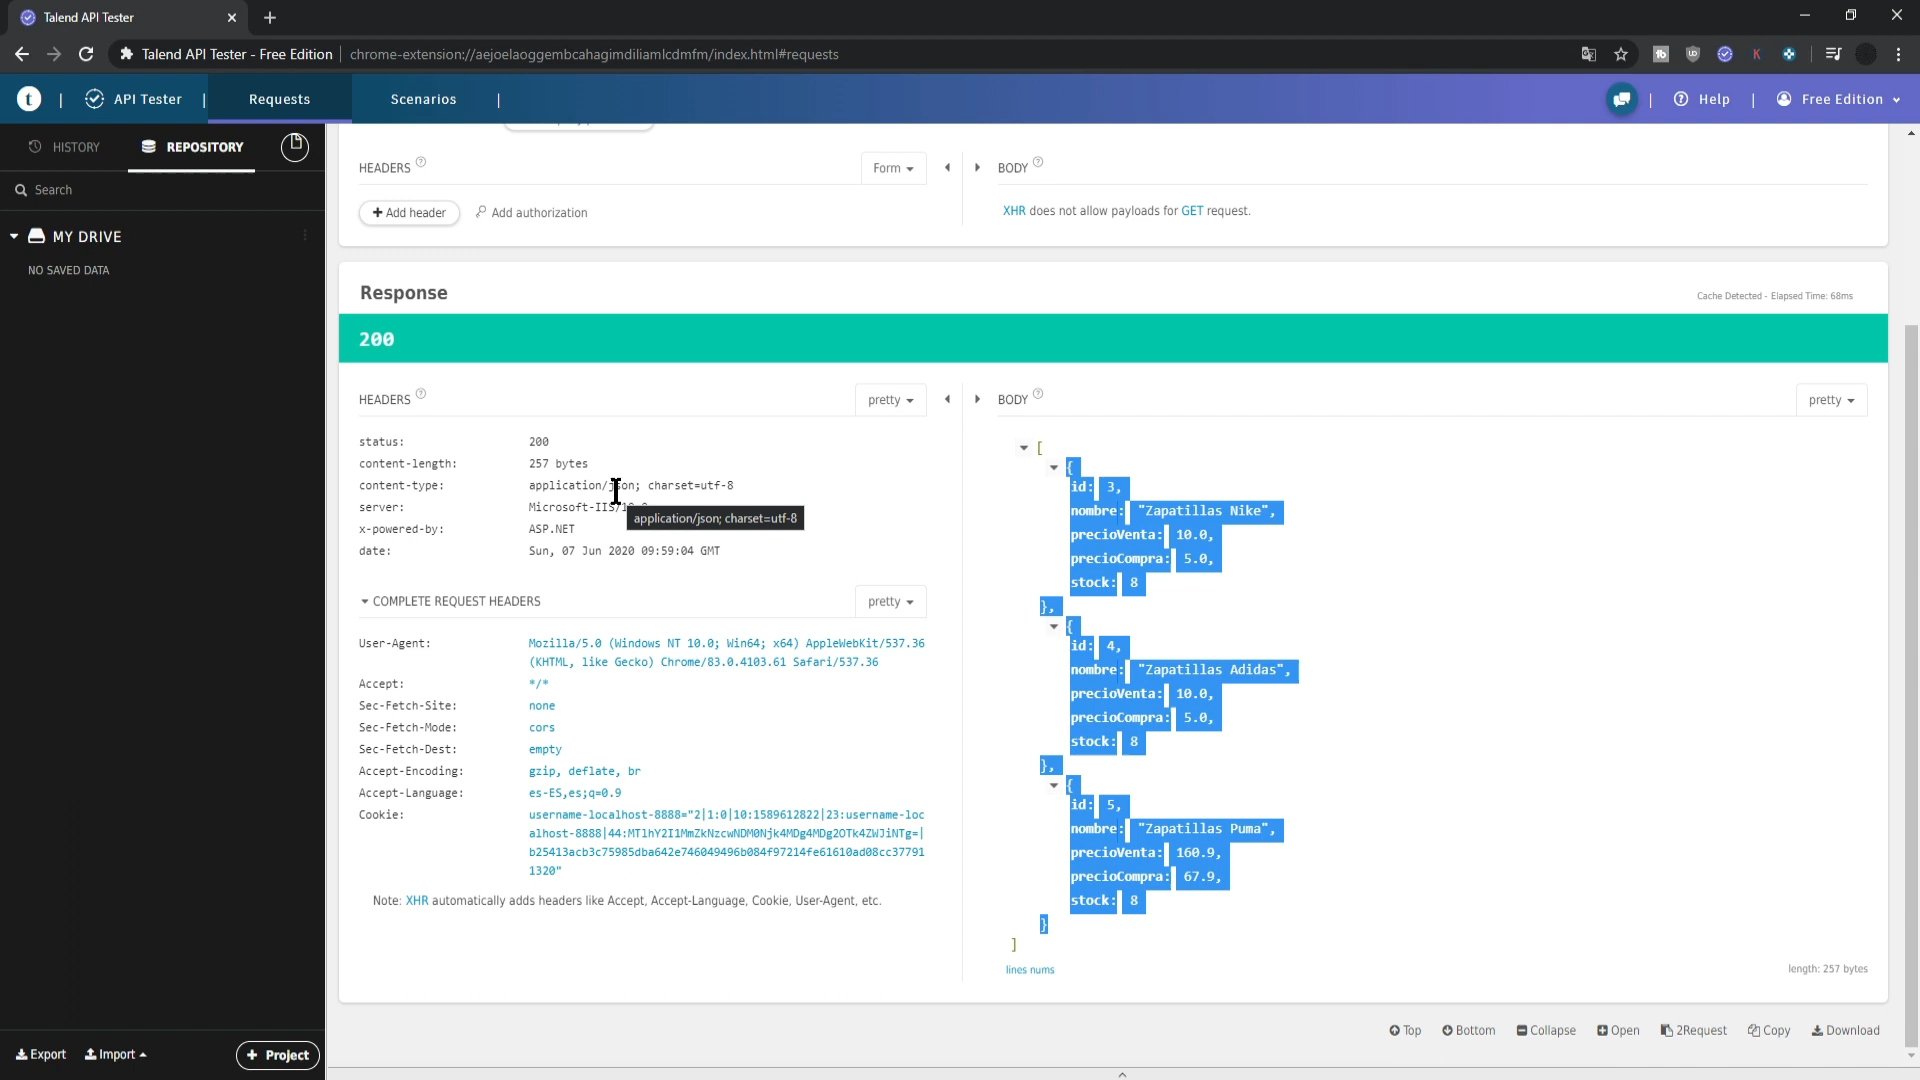 Talend API Tester
Talend API Tester - Free Edition
chrome-extension://aejoelaoggembcahagimdiliamlcdmfm/index.html#requests
API Tester
Requests
Scenarios
Help
Free Edition
HISTORY
REPOSITORY
Search
MY DRIVE
NO SAVED DATA
HEADERS
Form
BODY
Add header
Add authorization
XHR does not allow payloads for GET request.
Response
Cache Detected - Elapsed Time: 68ms
200
HEADERS
pretty
BODY
pretty
status: 200
content-length: 257 bytes
content-type: application/json; charset=utf-8
server: Microsoft-IIS/
application/json; charset=utf-8
x-powered-by: ASP.NET
date: Sun, 07 Jun 2020 09:59:04 GMT
COMPLETE REQUEST HEADERS
pretty
User-Agent: Mozilla/5.0 (Windows NT 10.0; Win64; x64) AppleWebKit/537.36
(KHTML, like Gecko) Chrome/83.0.4103.61 Safari/537.36
Accept: */*
Sec-Fetch-Site: none
Sec-Fetch-Mode: cors
Sec-Fetch-Dest: empty
Accept-Encoding: gzip, deflate, br
Accept-Language: es-ES,es;q=0.9
Cookie: username-localhost-8888="2|1:0|10:1589612822|23:username-loc
alhost-8888|44:MTlhY2I1MmZkNzcwNDM0Njk4MDg4MDg2OTk4ZWJiNTg=|
b25413acb3c75985dba642e746049496b084f97214fe61610ad08cc37791
1320"
Note: XHR automatically adds headers like Accept, Accept-Language, Cookie, User-Agent, etc.
[
{
id: 3,
nombre: "Zapatillas Nike",
precioVenta: 10.0,
precioCompra: 5.0,
stock: 8
},
{
id: 4,
nombre: "Zapatillas Adidas",
precioVenta: 10.0,
precioCompra: 5.0,
stock: 8
},
{
id: 5,
nombre: "Zapatillas Puma",
precioVenta: 160.9,
precioCompra: 67.9,
stock: 8
}
]
lines nums
length: 257 bytes
Top
Bottom
Collapse
Open
2Request
Copy
Download
Export
Import
Project